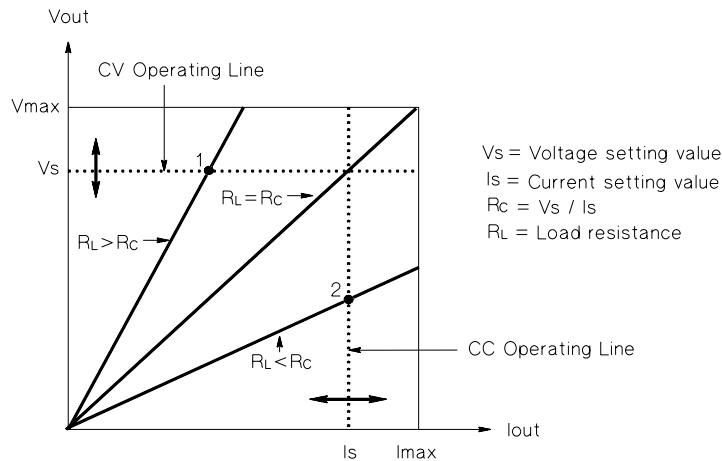 Vout
CV Operating Line
Vmax
Vs
1
RL=RC
RL>RC
2
RL<RC
Vs = Voltage setting value
Is = Current setting value
RC = Vs / Is
RL = Load resistance
CC Operating Line
Iout
Is
Imax